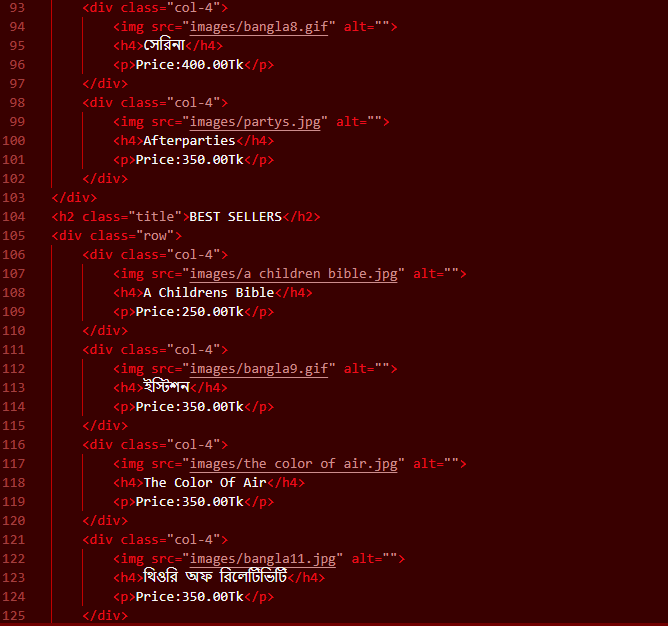 93 <div class="col-4">
94 <img src="images/bangla8.gif" alt="">
95 <h4>সেরিনা</h4>
96 <p>Price:400.00Tk</p>
97 </div>
98 <div class="col-4">
99 <img src="images/partys.jpg" alt="">
100 <h4>Afterparties</h4>
101 <p>Price:350.00Tk</p>
102 </div>
103 </div>
104 <h2 class="title">BEST SELLERS</h2>
105 <div class="row">
106 <div class="col-4">
107 <img src="images/a children bible.jpg" alt="">
108 <h4>A Childrens Bible</h4>
109 <p>Price:250.00Tk</p>
110 </div>
111 <div class="col-4">
112 <img src="images/bangla9.gif" alt="">
113 <h4>ইস্টিশন</h4>
114 <p>Price:350.00Tk</p>
115 </div>
116 <div class="col-4">
117 <img src="images/the color of air.jpg" alt="">
118 <h4>The Color Of Air</h4>
119 <p>Price:350.00Tk</p>
120 </div>
121 <div class="col-4">
122 <img src="images/bangla11.jpg" alt="">
123 <h4>থিওরি অফ রিলেটিভিটি</h4>
124 <p>Price:350.00Tk</p>
125 </div>